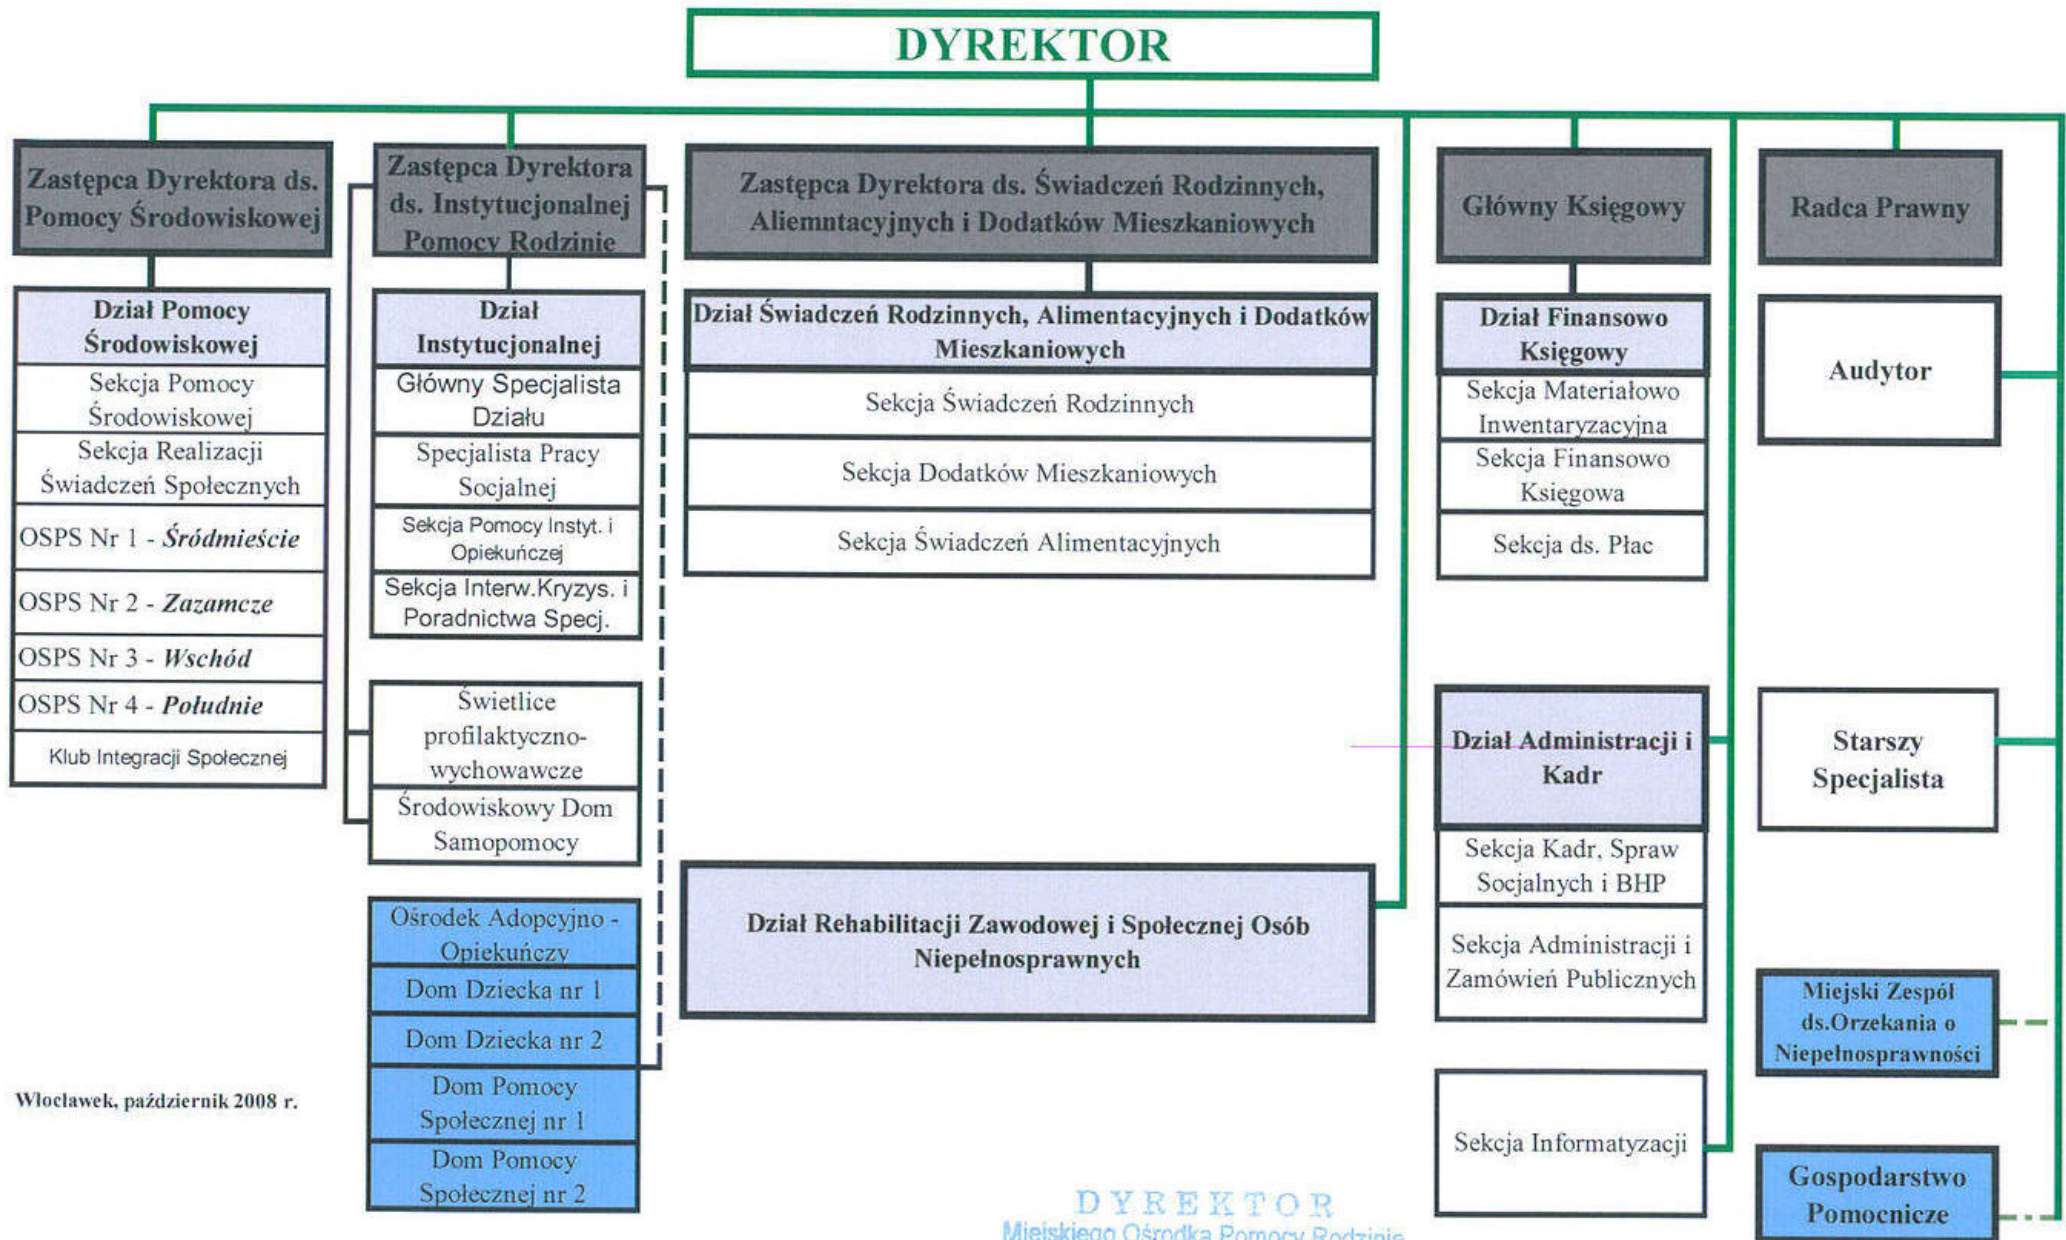 DYREKTOR
Zastępca Dyrektora ds.
Pomocy Środowiskowej
Zastępca Dyrektora
ds. Instytucjonalnej
Pomocy Rodzinie
Zastępca Dyrektora ds. Świadczeń Rodzinnych,
Aliemntacyjnych i Dodatków Mieszkaniowych
Główny Księgowy
Radca Prawny
Dział Pomocy
Środowiskowej
Sekcja Pomocy
Środowiskowej
Sekcja Realizacji
Świadczeń Społecznych
OSPS Nr 1 - Śródmieście
OSPS Nr 2 - Zazamcze
OSPS Nr 3 - Wschód
OSPS Nr 4 - Południe
Klub Integracji Społecznej
Dział
Instytucjonalnej
Główny Specjalista
Działu
Specjalista Pracy
Socjalnej
Sekcja Pomocy Instyt. i
Opiekuńczej
Sekcja Interw.Kryzys. i
Poradnictwa Specj.
Świetlice
profilaktyczno-
wychowawcze
Środowiskowy Dom
Samopomocy
Ośrodek Adopcyjno -
Opiekuńczy
Dom Dziecka nr 1
Dom Dziecka nr 2
Dom Pomocy
Społecznej nr 1
Dom Pomocy
Społecznej nr 2
Dział Świadczeń Rodzinnych, Alimentacyjnych i Dodatków
Mieszkaniowych
Sekcja Świadczeń Rodzinnych
Sekcja Dodatków Mieszkaniowych
Sekcja Świadczeń Alimentacyjnych
Dział Rehabilitacji Zawodowej i Społecznej Osób
Niepełnosprawnych
Dział Finansowo
Księgowy
Sekcja Materiałowo
Inwentaryzacyjna
Sekcja Finansowo
Księgowa
Sekcja ds. Płac
Dział Administracji i
Kadr
Sekcja Kadr, Spraw
Socjalnych i BHP
Sekcja Administracji i
Zamówień Publicznych
Sekcja Informatyzacji
Audytor
Starszy
Specjalista
Miejski Zespół
ds.Orzekania o
Niepełnosprawności
Gospodarstwo
Pomocnicze
Włocławek, październik 2008 r.
DYREKTOR
Miejskiego Ośrodka Pomocy Rodzinie